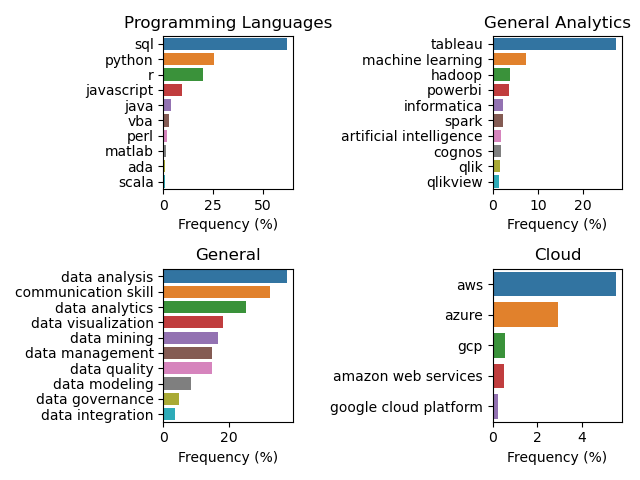 Programming Languages
sql
python
r
javascript
java
vba
perl
matlab
ada
scala
0 25 50
Frequency (%)
General Analytics
tableau
machine learning
hadoop
powerbi
informatica
spark
artificial intelligence
cognos
qlik
qlikview
0 10 20
Frequency (%)
General
data analysis
communication skill
data analytics
data visualization
data mining
data management
data quality
data modeling
data governance
data integration
0 20
Frequency (%)
Cloud
aws
azure
gcp
amazon web services
google cloud platform
0 2 4
Frequency (%)